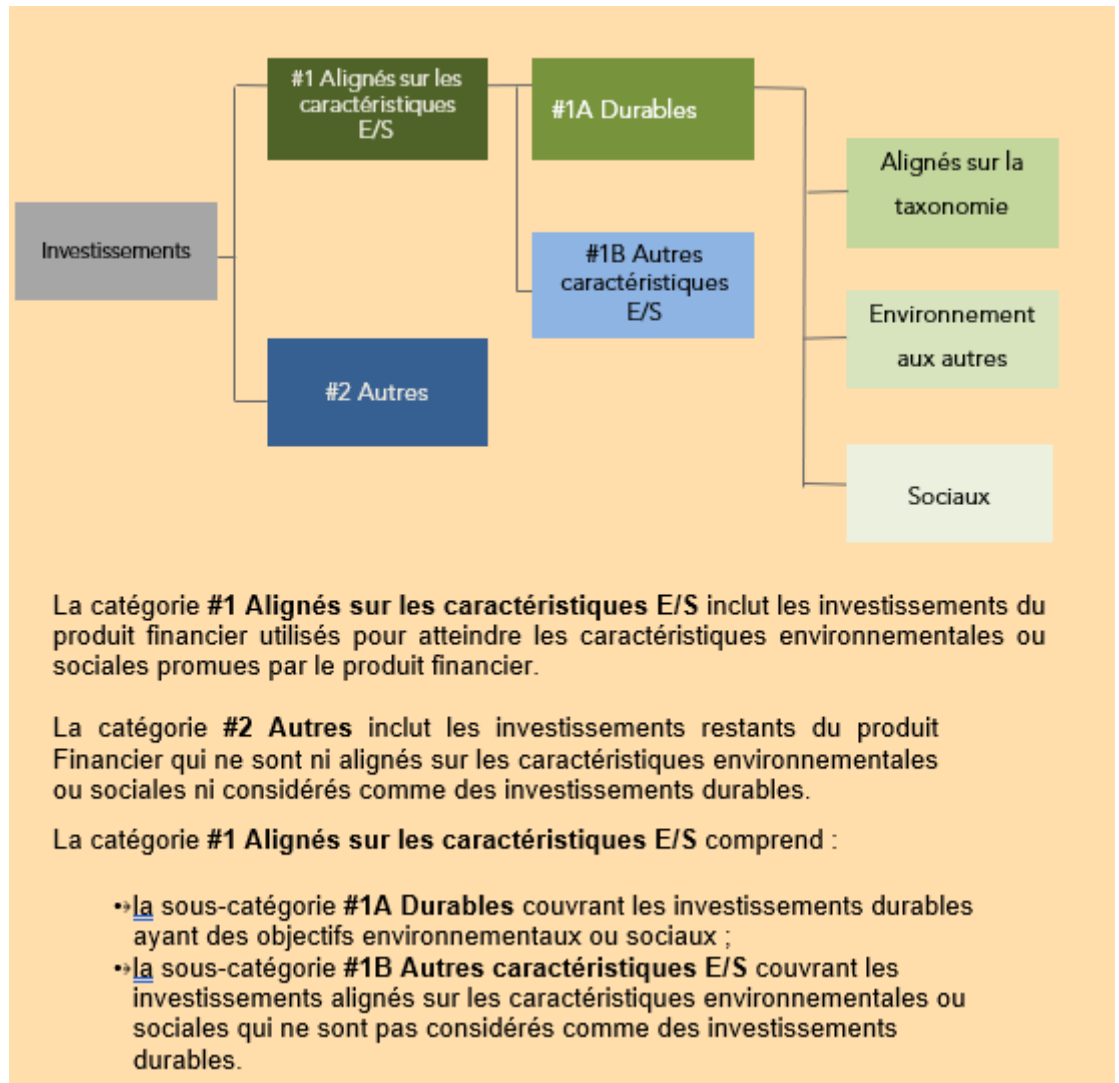 #1 Alignés sur les
caractéristiques
E/S
#1A Durables
Alignés sur la
taxonomie
Investissements
#1B Autres
caractéristiques
E/S
Environnement
aux autres
#2 Autres
Sociaux
La catégorie #1 Alignés sur les caractéristiques E/S inclut les investissements du
produit financier utilisés pour atteindre les caractéristiques environnementales ou
sociales promues par le produit financier.
La catégorie #2 Autres inclut les investissements restants du produit
Financier qui ne sont ni alignés sur les caractéristiques environnementales
ou sociales ni considérés comme des investissements durables.
La catégorie #1 Alignés sur les caractéristiques E/S comprend :
•la sous-catégorie #1A Durables couvrant les investissements durables
ayant des objectifs environnementaux ou sociaux ;
•la sous-catégorie #1B Autres caractéristiques E/S couvrant les
investissements alignés sur les caractéristiques environnementales ou
sociales qui ne sont pas considérés comme des investissements
durables.